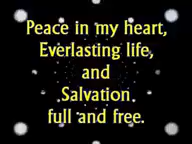 Peace in my heart,
Everlasting life,
and
Salvation
full and free.